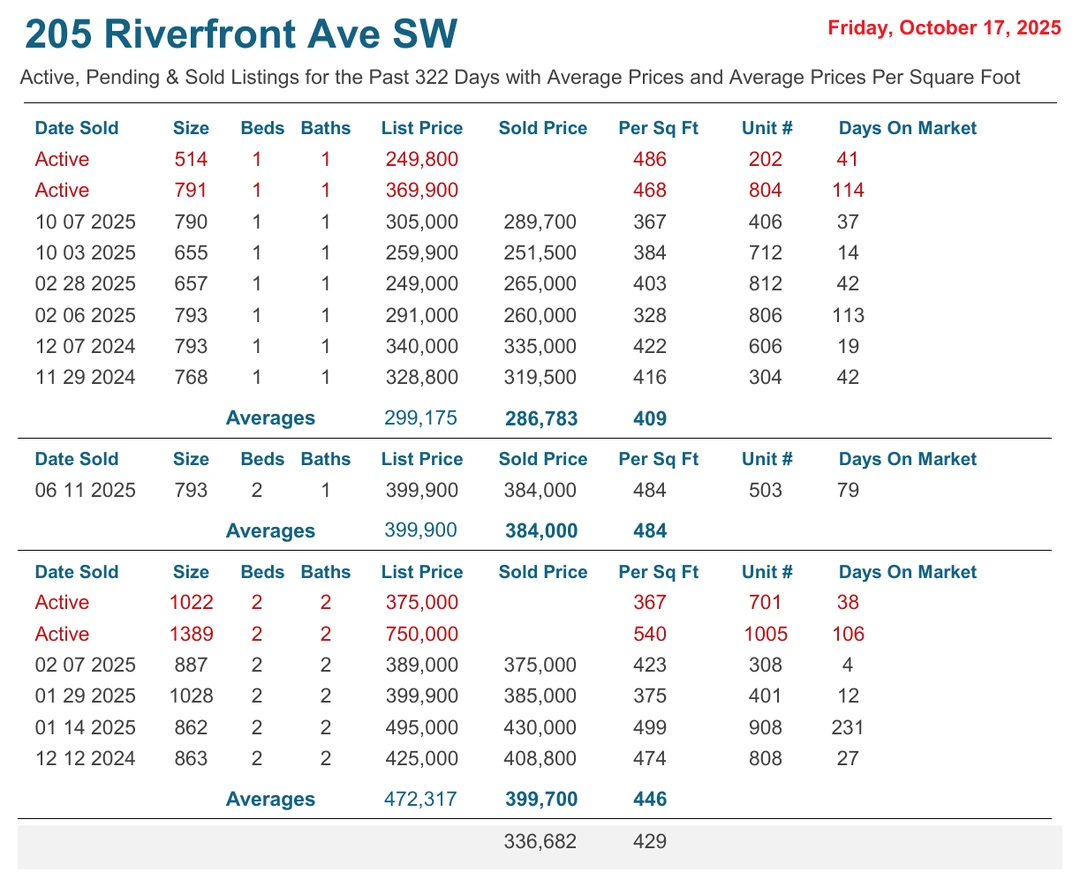 205 Riverfront Ave SW
Friday, October 17, 2025
Active, Pending & Sold Listings for the Past 322 Days with Average Prices and Average Prices Per Square Foot
Date Sold Size Beds Baths List Price Sold Price Per Sq Ft Unit # Days On Market
Active 514 1 1 249,800 486 202 41
Active 791 1 1 369,900 468 804 114
10 07 2025 790 1 1 305,000 289,700 367 406 37
10 03 2025 655 1 1 259,900 251,500 384 712 14
02 28 2025 657 1 1 249,000 265,000 403 812 42
02 06 2025 793 1 1 291,000 260,000 328 806 113
12 07 2024 793 1 1 340,000 335,000 422 606 19
11 29 2024 768 1 1 328,800 319,500 416 304 42
Averages 299,175 286,783 409
Date Sold Size Beds Baths List Price Sold Price Per Sq Ft Unit # Days On Market
06 11 2025 793 2 1 399,900 384,000 484 503 79
Averages 399,900 384,000 484
Date Sold Size Beds Baths List Price Sold Price Per Sq Ft Unit # Days On Market
Active 1022 2 2 375,000 367 701 38
Active 1389 2 2 750,000 540 1005 106
02 07 2025 887 2 2 389,000 375,000 423 308 4
01 29 2025 1028 2 2 399,900 385,000 375 401 12
01 14 2025 862 2 2 495,000 430,000 499 908 231
12 12 2024 863 2 2 425,000 408,800 474 808 27
Averages 472,317 399,700 446
336,682 429